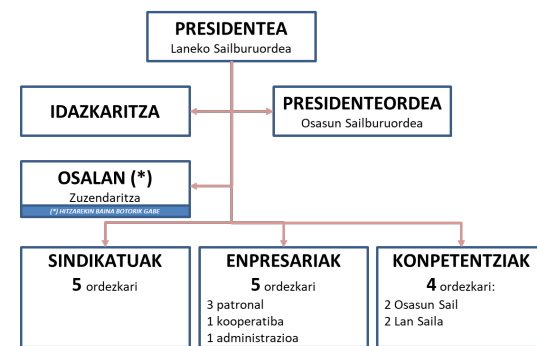 PRESIDENTEA
Laneko Sailburuordea
IDAZKARITZA
PRESIDENTEORDEA
Osasun Sailburuordea
OSALAN (*)
Zuzendaritza
(*) HITZAREKIN BAINA BOTORIK GABE
SINDIKATUAK
5 ordezkari
ENPRESARIAK
5 ordezkari
3 patronal
1 kooperatiba
1 administrazioa
KONPETENTZIAK
4 ordezkari:
2 Osasun Sail
2 Lan Saila